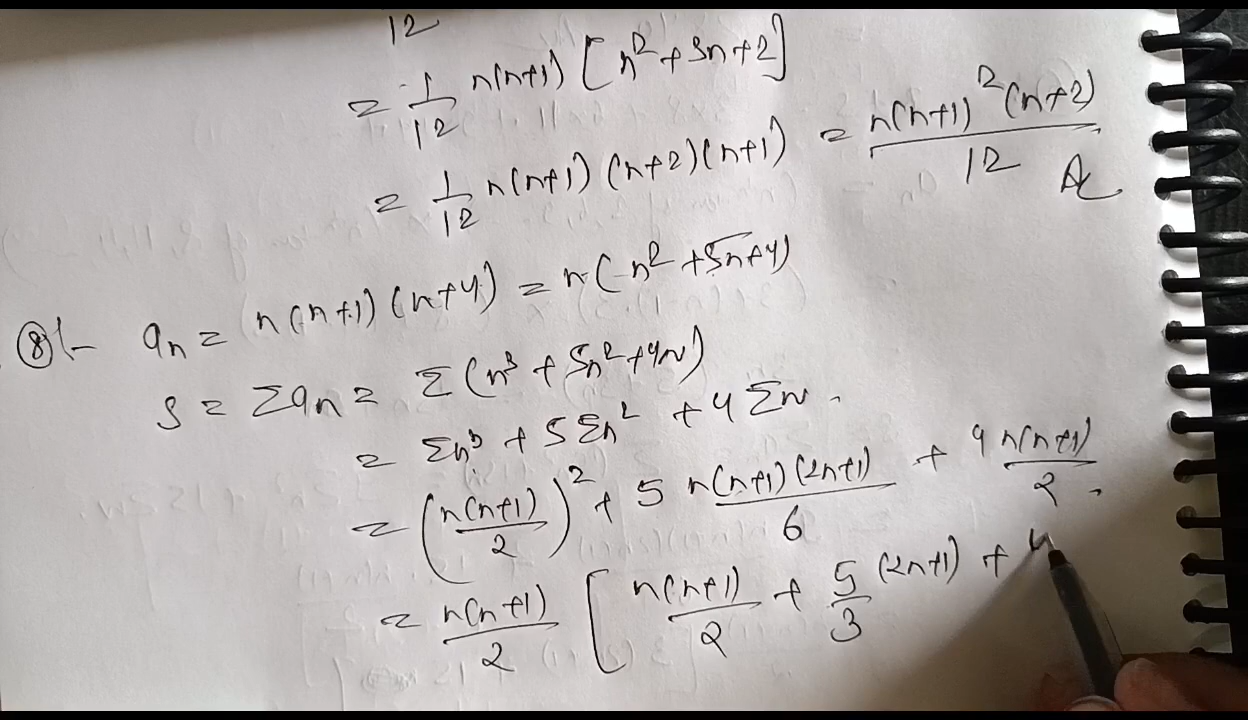 12
= 1/12 n(n+1) [n² + 3n + 2]
= 1/12 n(n+1) (n+2)(n+1) = n(n+1)²(n+2)/12
(8)- aₙ = n(n+1)(n+4) = n(n² + 5n + 4)
S = Σaₙ = Σ(n³ + 5n² + 4n)
= Σn³ + 5Σn² + 4Σn.
= (n(n+1)/2)² + 5 n(n+1)(2n+1)/6 + 4 n(n+1)/2.
= n(n+1)/2 [n(n+1)/2 + 5/3 (2n+1) + 4